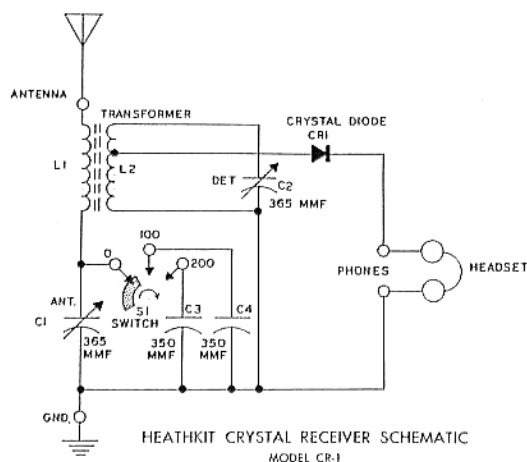 ANTENNA
TRANSFORMER
CRYSTAL DIODE
CR1
L1
L2
DET
C2
365 MMF
100
0
200
ANT.
C1
S1
SWITCH
C3
C4
365
MMF
350
MMF
350
MMF
PHONES
HEADSET
GND.
HEATHKIT CRYSTAL RECEIVER SCHEMATIC
MODEL CR-1